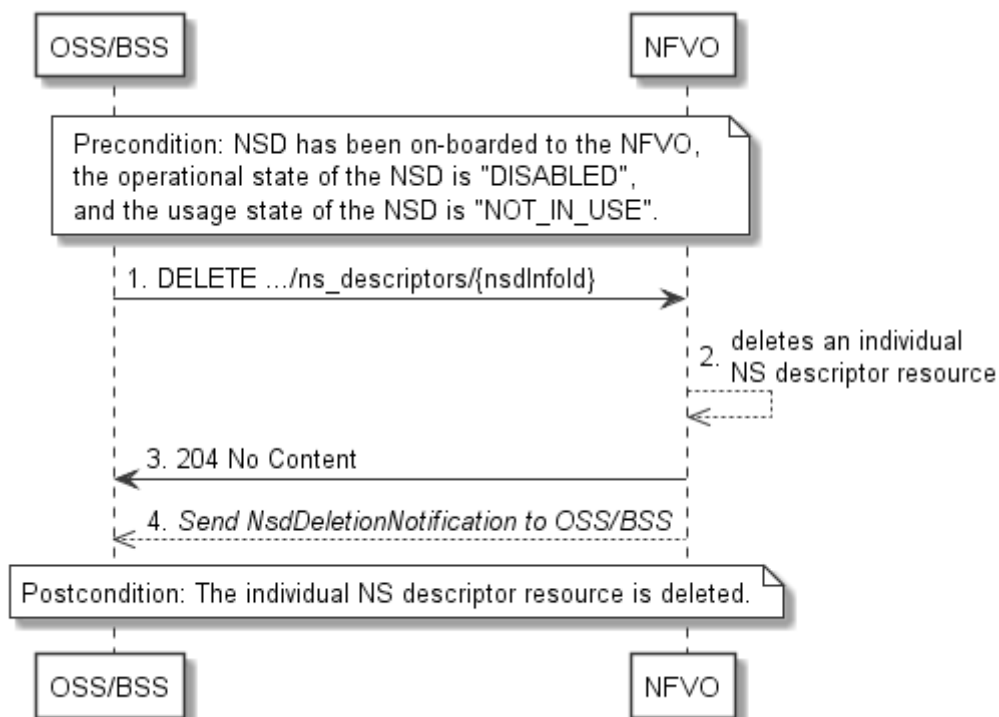 OSS/BSS
NFVO
Precondition: NSD has been on-boarded to the NFVO,
the operational state of the NSD is "DISABLED",
and the usage state of the NSD is "NOT_IN_USE".
1. DELETE .../ns_descriptors/{nsdInfoId}
2. deletes an individual
NS descriptor resource
3. 204 No Content
4. Send NsdDeletionNotification to OSS/BSS
Postcondition: The individual NS descriptor resource is deleted.
OSS/BSS
NFVO